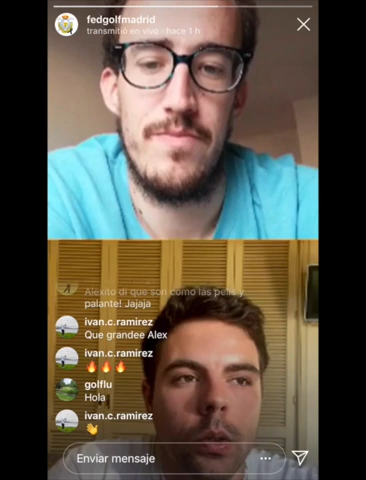 fedgolfmadrid
transmitió en vivo · hace 1 h
Alexito di que son como las pelis y
palante! Jajaja
ivan.c.ramirez
Que grandee Alex
ivan.c.ramirez
🔥🔥🔥
golflu
Hola
ivan.c.ramirez
👋
Enviar mensaje